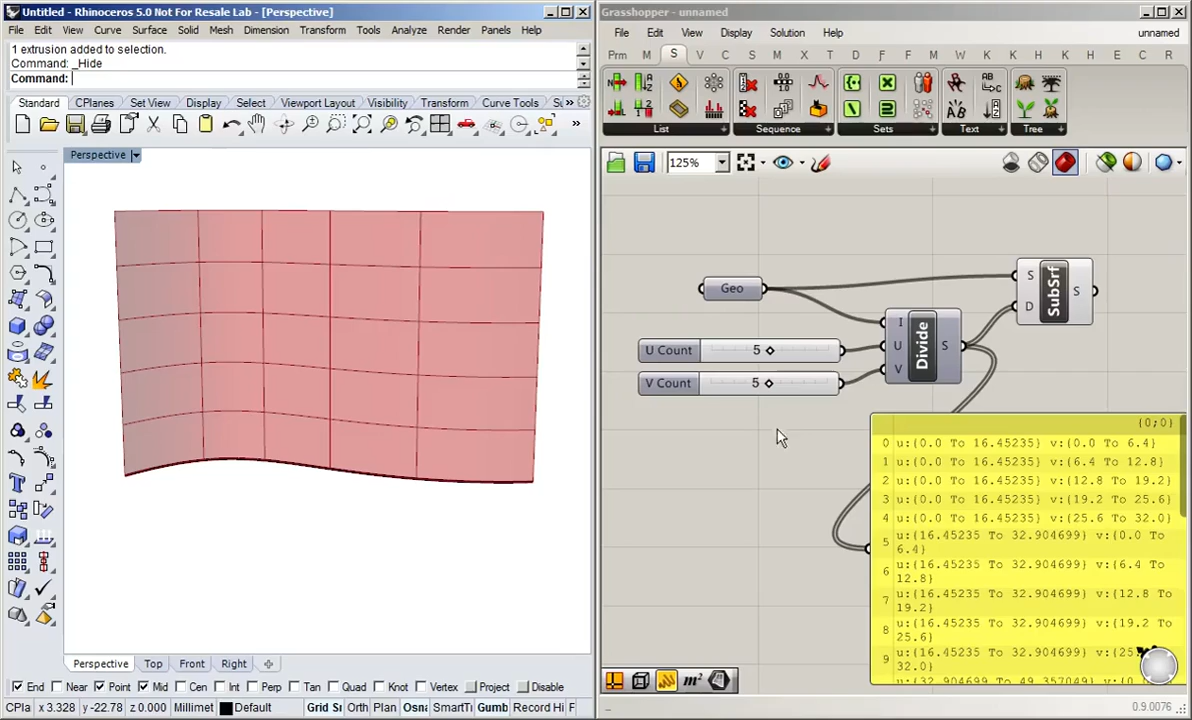 Untitled - Rhinoceros 5.0 Not For Resale Lab - [Perspective]
File Edit View Curve Surface Solid Mesh Dimension Transform Tools Analyze Render Panels Help
1 extrusion added to selection.
Command: _Hide
Command:
Standard CPlanes Set View Display Select Viewport Layout Visibility Transform Curve Tools »
»
Perspective
Perspective Top Front Right
End Near Point Mid Cen Int Perp Tan Quad Knot Vertex Project Disable
CPla x 3.328 y -22.78 z 0.000 Millimet Default Grid Sr Orth Plan Osna SmartTi Gumb Record Hi F
Grasshopper - unnamed
File Edit View Display Solution Help unnamed
Prm M S V C S M X T D F F W K K H E C R
List Sequence Sets Text Tree
125%
Geo
S
D
SubSrf
S
U Count 5
V Count 5
I
U
V
Divide
S
{0;0}
0 u:{0.0 To 16.45235} v:{0.0 To 6.4}
1 u:{0.0 To 16.45235} v:{6.4 To 12.8}
2 u:{0.0 To 16.45235} v:{12.8 To 19.2}
3 u:{0.0 To 16.45235} v:{19.2 To 25.6}
4 u:{0.0 To 16.45235} v:{25.6 To 32.0}
5 u:{16.45235 To 32.904699} v:{0.0 To
6.4}
6 u:{16.45235 To 32.904699} v:{6.4 To
12.8}
7 u:{16.45235 To 32.904699} v:{12.8 To
19.2}
8 u:{16.45235 To 32.904699} v:{19.2 To
25.6}
9 u:{16.45235 To 32.904699}
32.0}
m²
0.9.0076